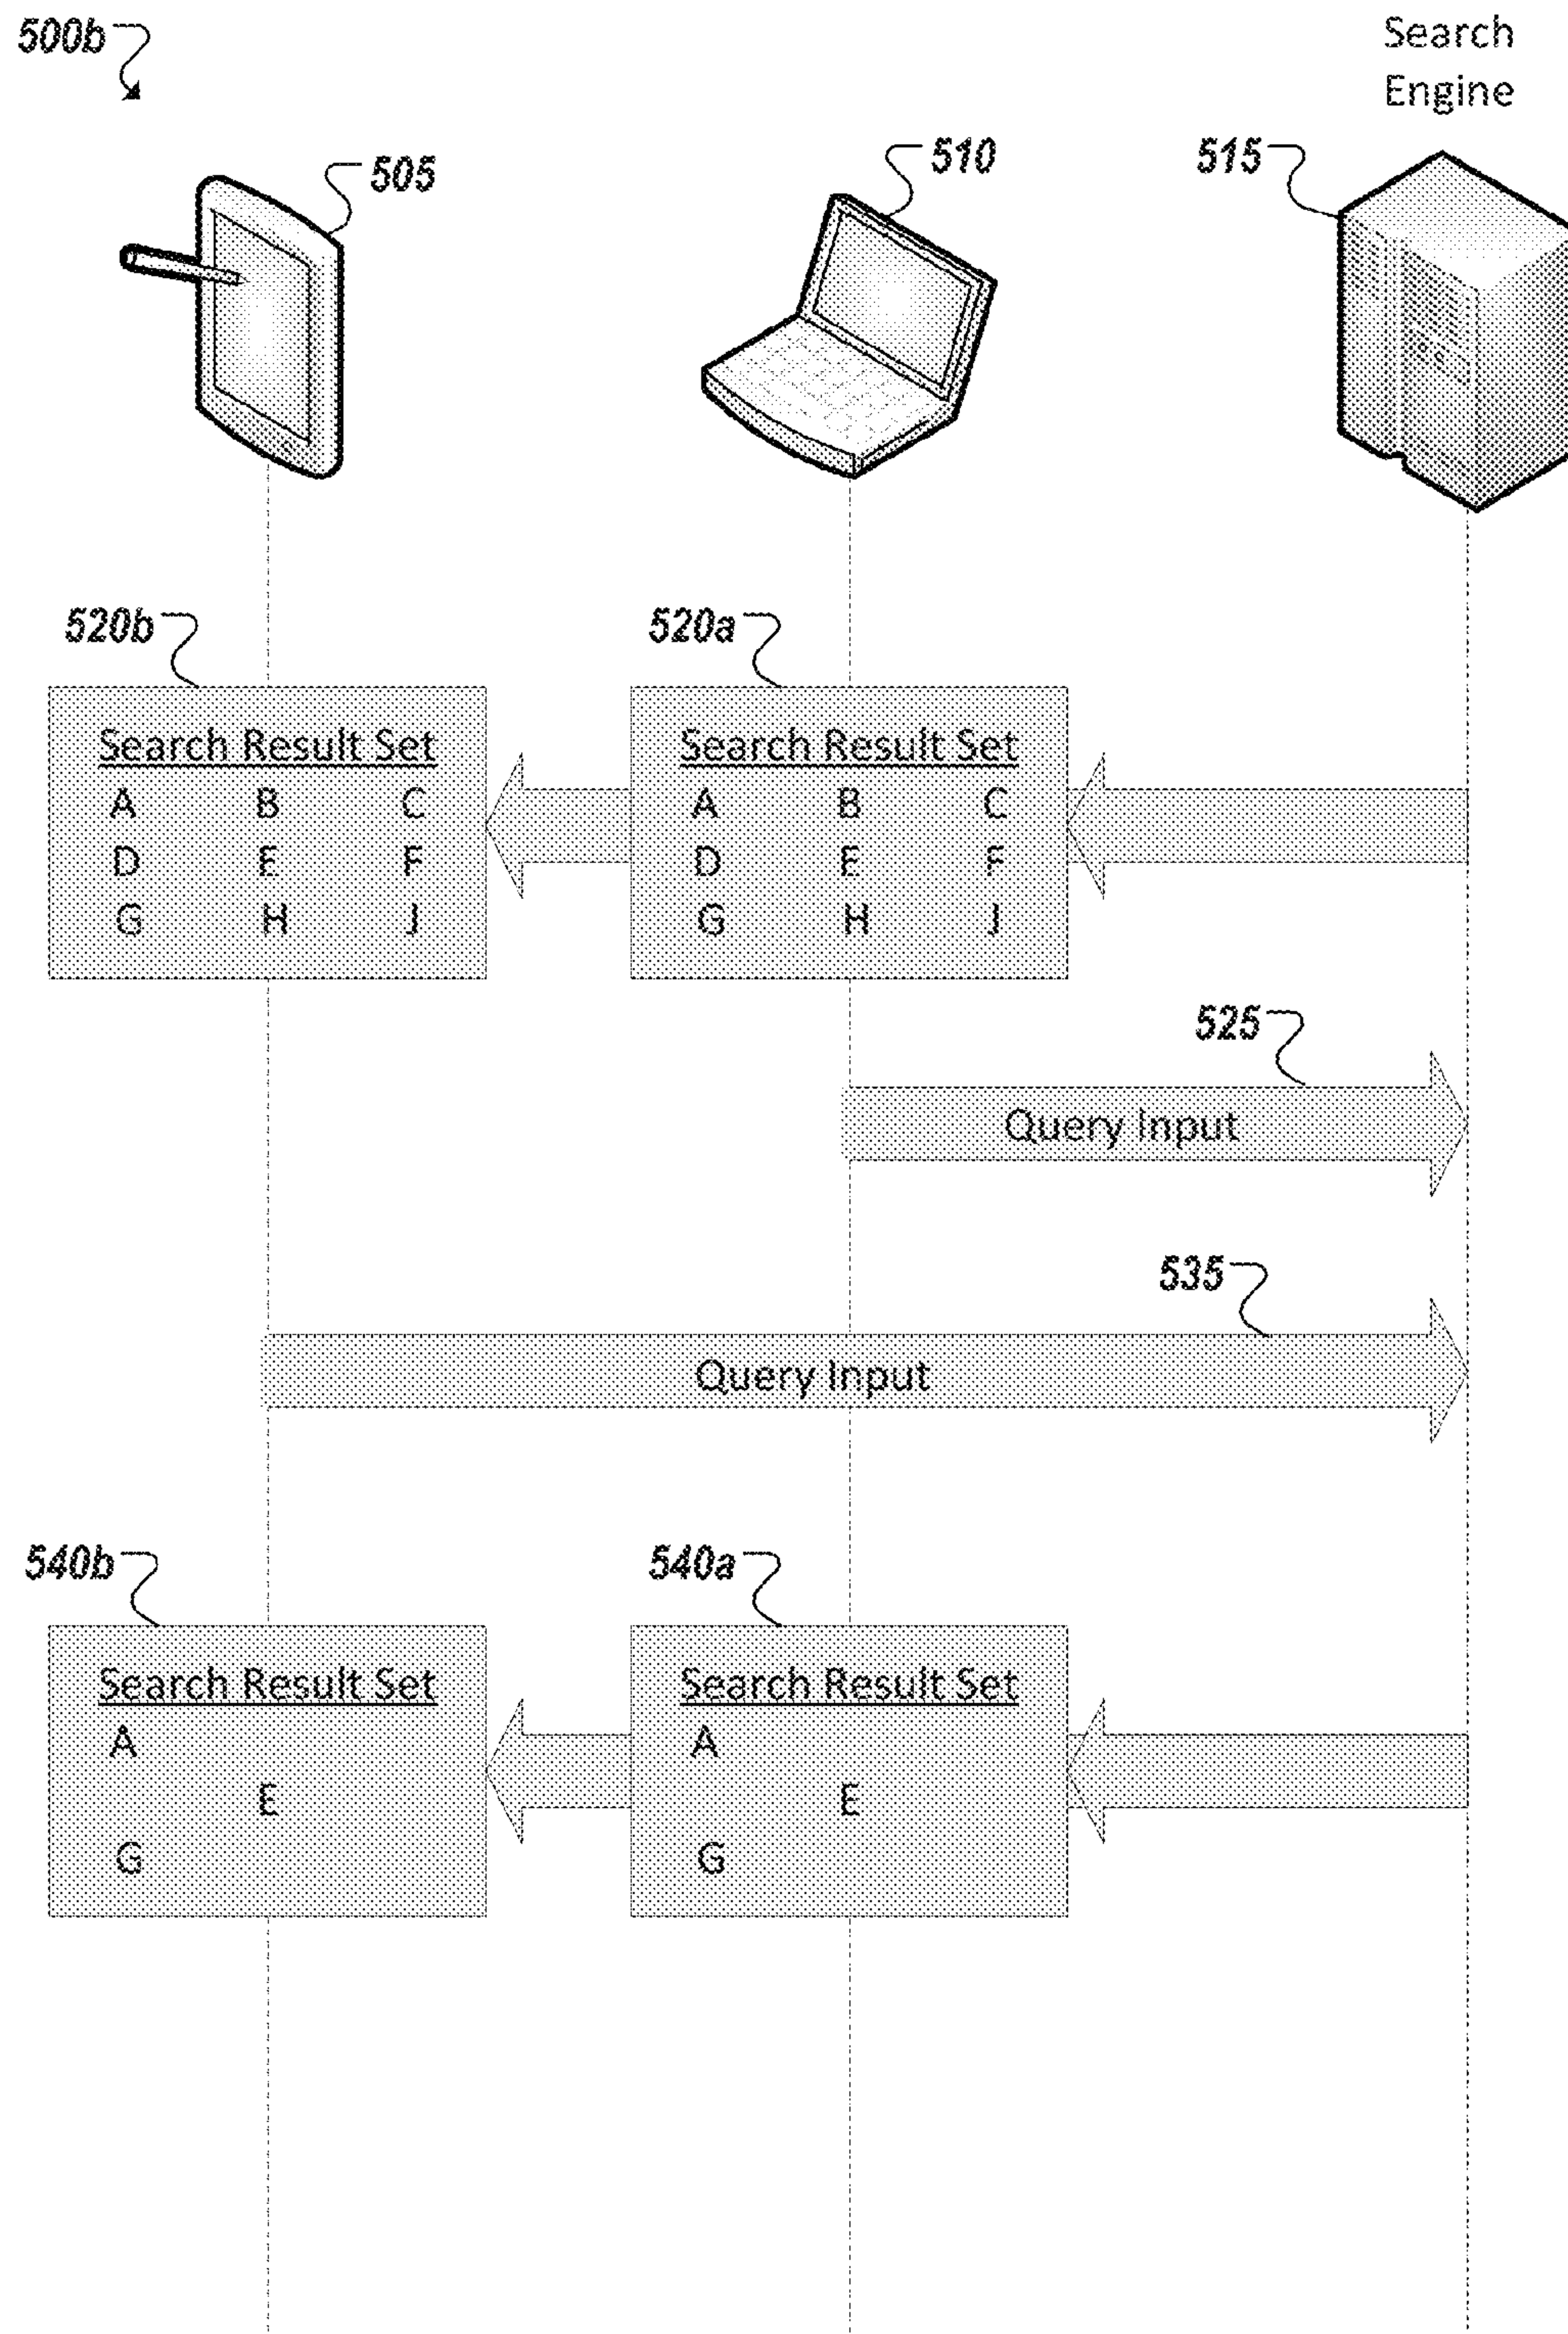 500b
Search
Engine
505
510
515
520b
520a
Search Result Set
A B C
D E F
G H J
Search Result Set
A B C
D E F
G H J
525
Query Input
535
Query Input
540b
540a
Search Result Set
A
E
G
Search Result Set
A
E
G